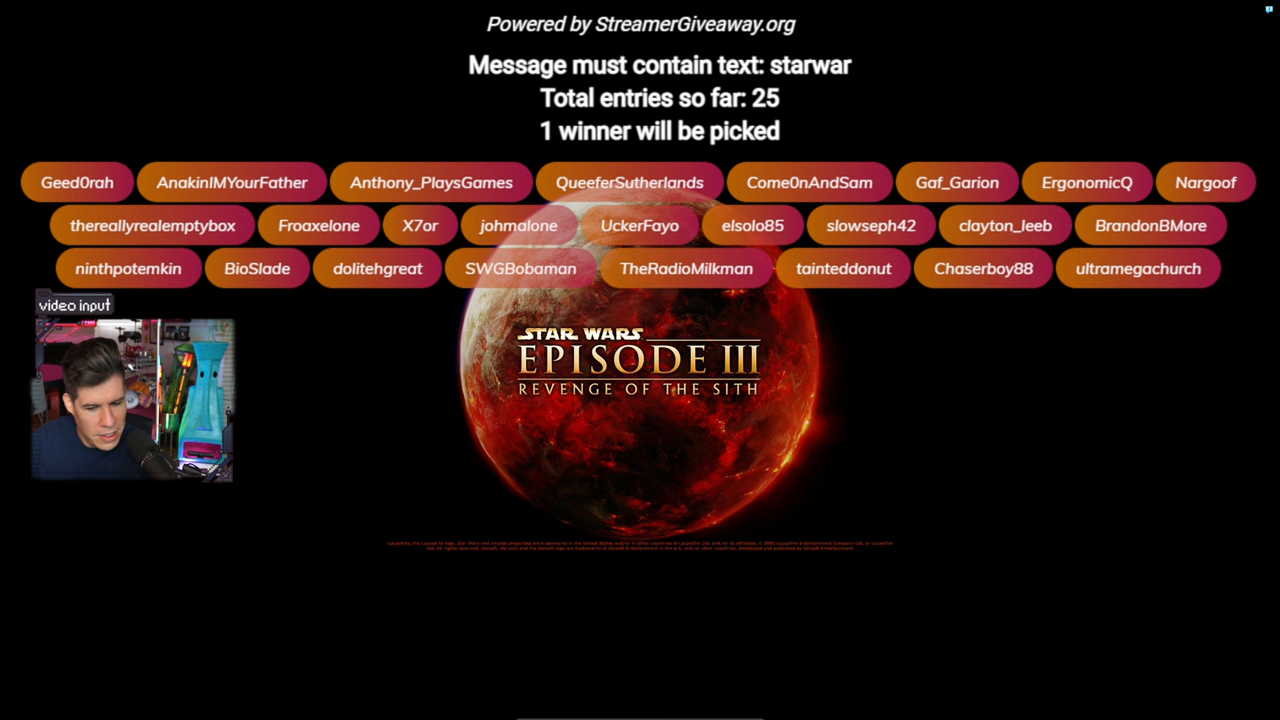 Powered by StreamerGiveaway.org
Message must contain text: starwar
Total entries so far: 25
1 winner will be picked
Geed0rah AnakinIMYourFather Anthony_PlaysGames QueeferSutherlands Come0nAndSam Gaf_Garion ErgonomicQ Nargoof
thereallyrealemptybox Froaxelone X7or johmalone UckerFayo elsolo85 slowseph42 clayton_leeb BrandonBMore
ninthpotemkin BioSlade dolitehgreat SWGBobaman TheRadioMilkman tainteddonut Chaserboy88 ultramegachurch
video input
STAR WARS
EPISODE III
REVENGE OF THE SITH